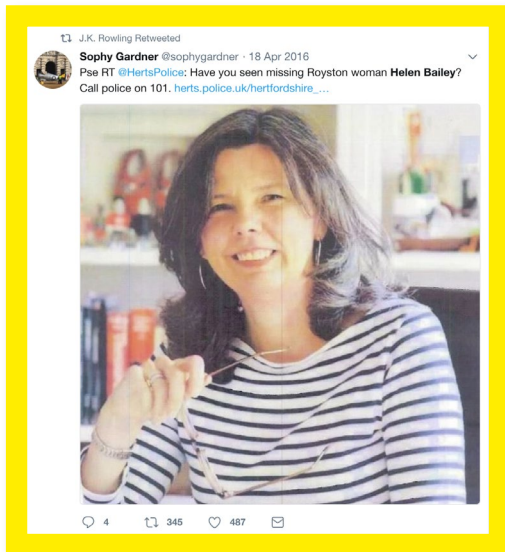 J.K. Rowling Retweeted
Sophy Gardner @sophygardner · 18 Apr 2016
Pse RT @HertsPolice: Have you seen missing Royston woman Helen Bailey?
Call police on 101. herts.police.uk/hertfordshire_...
4 345 487